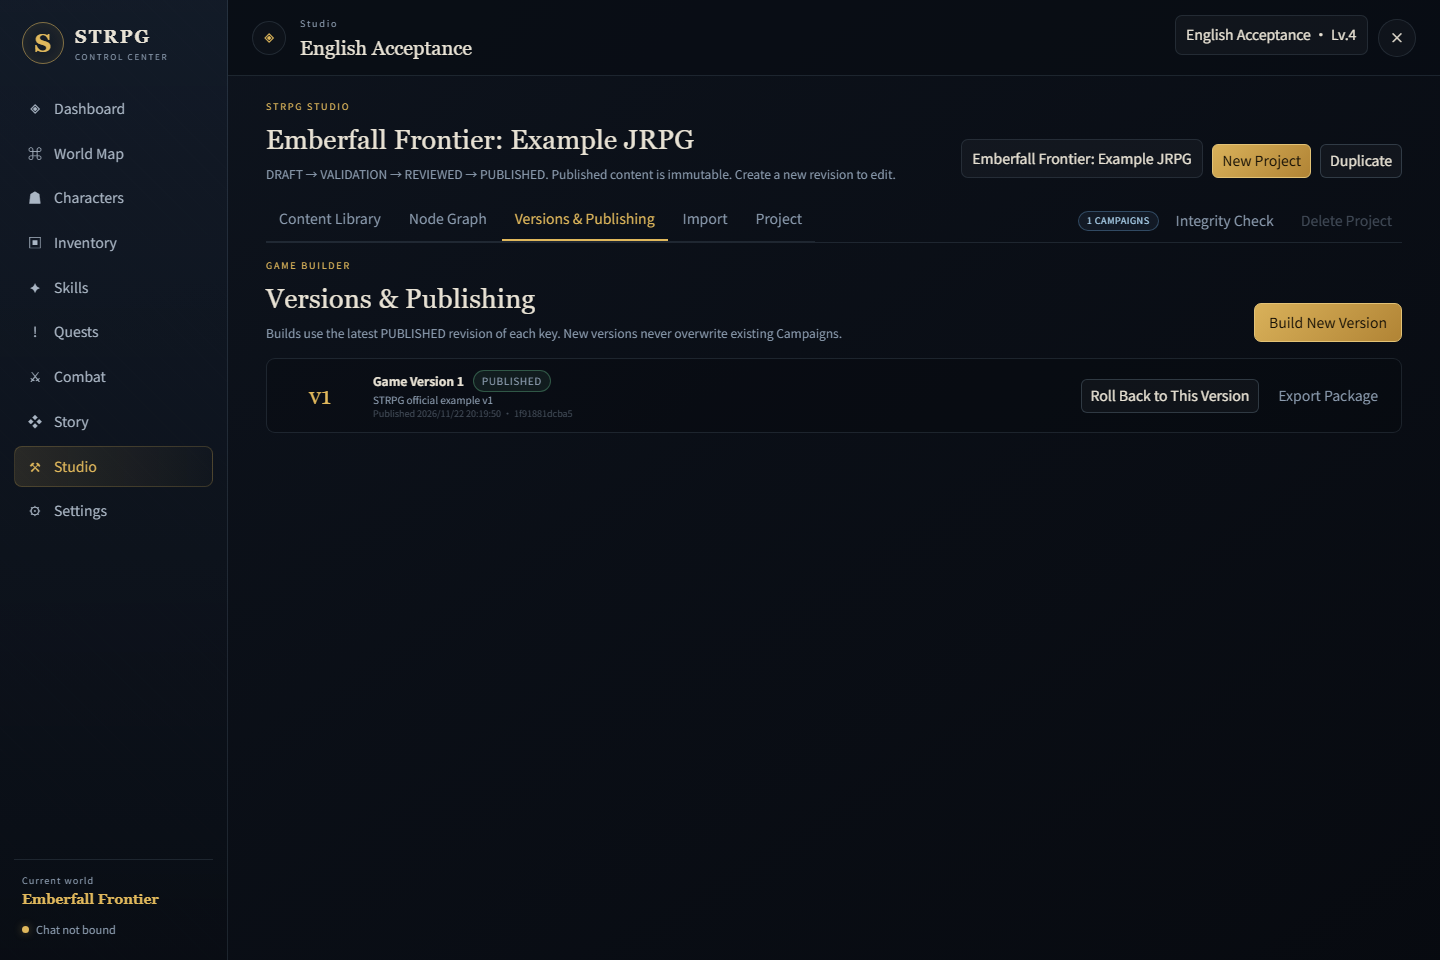 S
STRPG
CONTROL CENTER
Dashboard
World Map
Characters
Inventory
Skills
! Quests
Combat
Story
Studio
Settings
Current world
Emberfall Frontier
Chat not bound
Studio
English Acceptance
English Acceptance • Lv.4
×
STRPG STUDIO
Emberfall Frontier: Example JRPG
DRAFT → VALIDATION → REVIEWED → PUBLISHED. Published content is immutable. Create a new revision to edit.
Emberfall Frontier: Example JRPG
New Project
Duplicate
Content Library
Node Graph
Versions & Publishing
Import
Project
1 CAMPAIGNS
Integrity Check
Delete Project
GAME BUILDER
Versions & Publishing
Builds use the latest PUBLISHED revision of each key. New versions never overwrite existing Campaigns.
Build New Version
V1
Game Version 1 PUBLISHED
STRPG official example v1
Published 2026/11/22 20:19:50 • 1f91881dcba5
Roll Back to This Version
Export Package